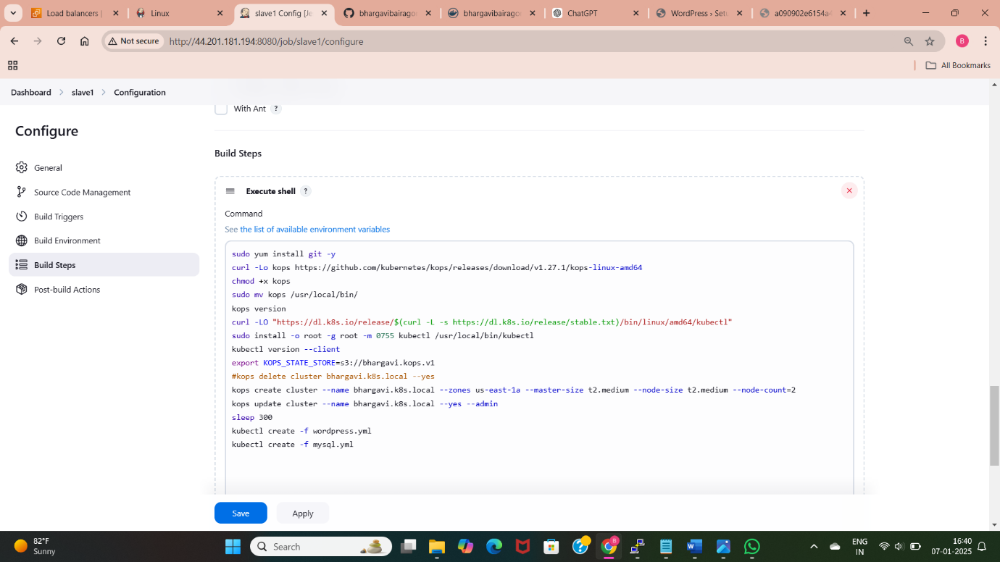 Load balancers |
Linux
slave1 Config [Je
bhargavibairago
bhargavibairago
ChatGPT
WordPress › Setu
a090902e6154a4
Not secure
http://44.201.181.194:8080/job/slave1/configure
B
All Bookmarks
Dashboard > slave1 > Configuration
With Ant ?
Configure
General
Source Code Management
Build Triggers
Build Environment
Build Steps
Post-build Actions
Build Steps
Execute shell ?
Command
See the list of available environment variables
sudo yum install git -y
curl -Lo kops https://github.com/kubernetes/kops/releases/download/v1.27.1/kops-linux-amd64
chmod +x kops
sudo mv kops /usr/local/bin/
kops version
curl -LO "https://dl.k8s.io/release/$(curl -L -s https://dl.k8s.io/release/stable.txt)/bin/linux/amd64/kubectl"
sudo install -o root -g root -m 0755 kubectl /usr/local/bin/kubectl
kubectl version --client
export KOPS_STATE_STORE=s3://bhargavi.kops.v1
#kops delete cluster bhargavi.k8s.local --yes
kops create cluster --name bhargavi.k8s.local --zones us-east-1a --master-size t2.medium --node-size t2.medium --node-count=2
kops update cluster --name bhargavi.k8s.local --yes --admin
sleep 300
kubectl create -f wordpress.yml
kubectl create -f mysql.yml
Save
Apply
82°F
Sunny
Search
ENG
IN
16:40
07-01-2025